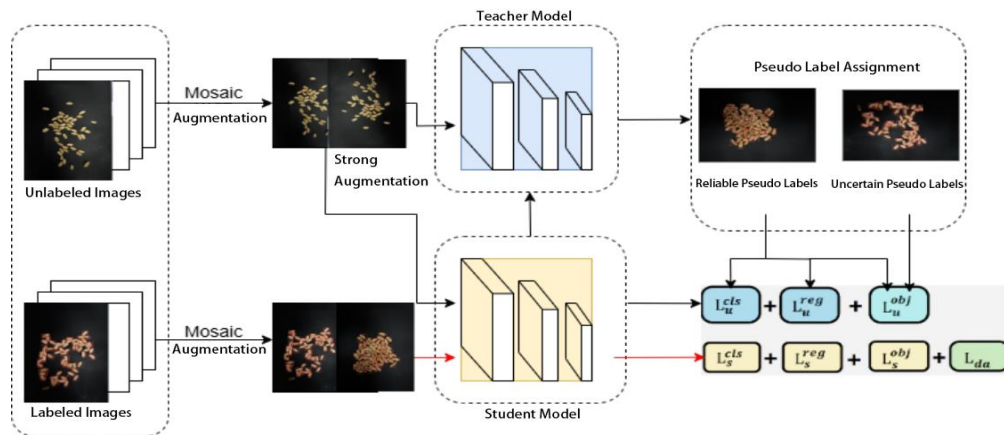 Teacher Model
Mosaic
Augmentation
Unlabeled Images
Strong
Augmentation
Pseudo Label Assignment
Reliable Pseudo Labels
Uncertain Pseudo Labels
L_u^cls + L_u^reg + L_u^obj
Mosaic
Augmentation
Labeled Images
Student Model
L_s^cls + L_s^reg + L_s^obj + L_da